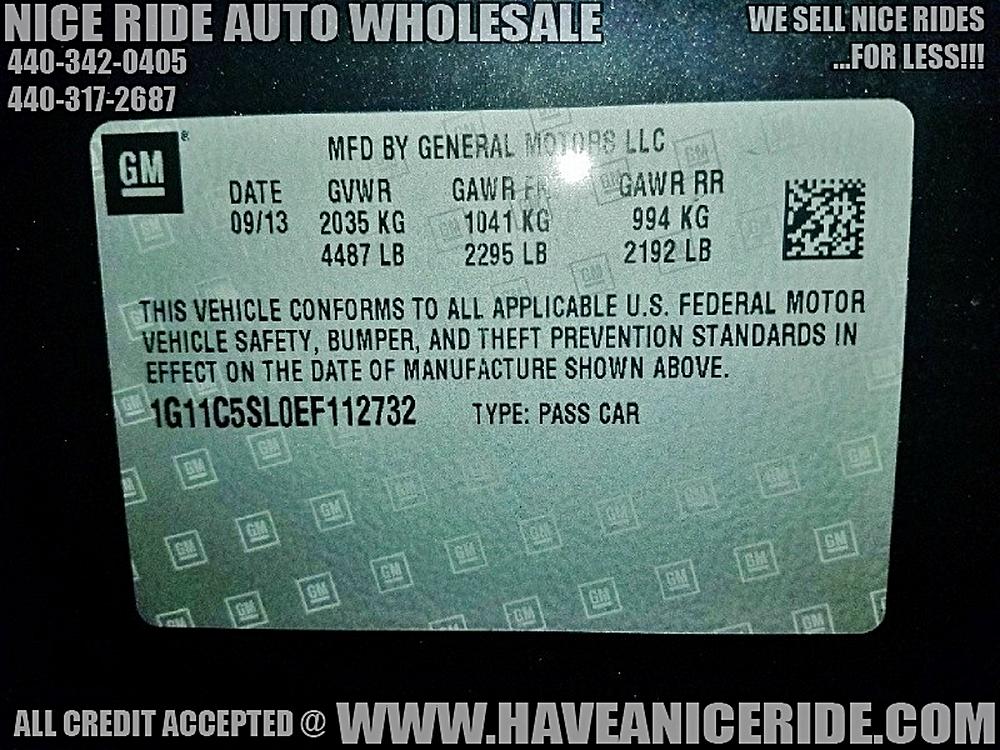 NICE RIDE AUTO WHOLESALE
WE SELL NICE RIDES
440-342-0405
...FOR LESS!!!
440-317-2687
GM ®
MFD BY GENERAL MOTORS LLC
DATE GVWR GAWR FR GAWR RR
09/13 2035 KG 1041 KG 994 KG
4487 LB 2295 LB 2192 LB
THIS VEHICLE CONFORMS TO ALL APPLICABLE U.S. FEDERAL MOTOR
VEHICLE SAFETY, BUMPER, AND THEFT PREVENTION STANDARDS IN
EFFECT ON THE DATE OF MANUFACTURE SHOWN ABOVE.
1G11C5SL0EF112732 TYPE: PASS CAR
ALL CREDIT ACCEPTED @ WWW.HAVEANICERIDE.COM